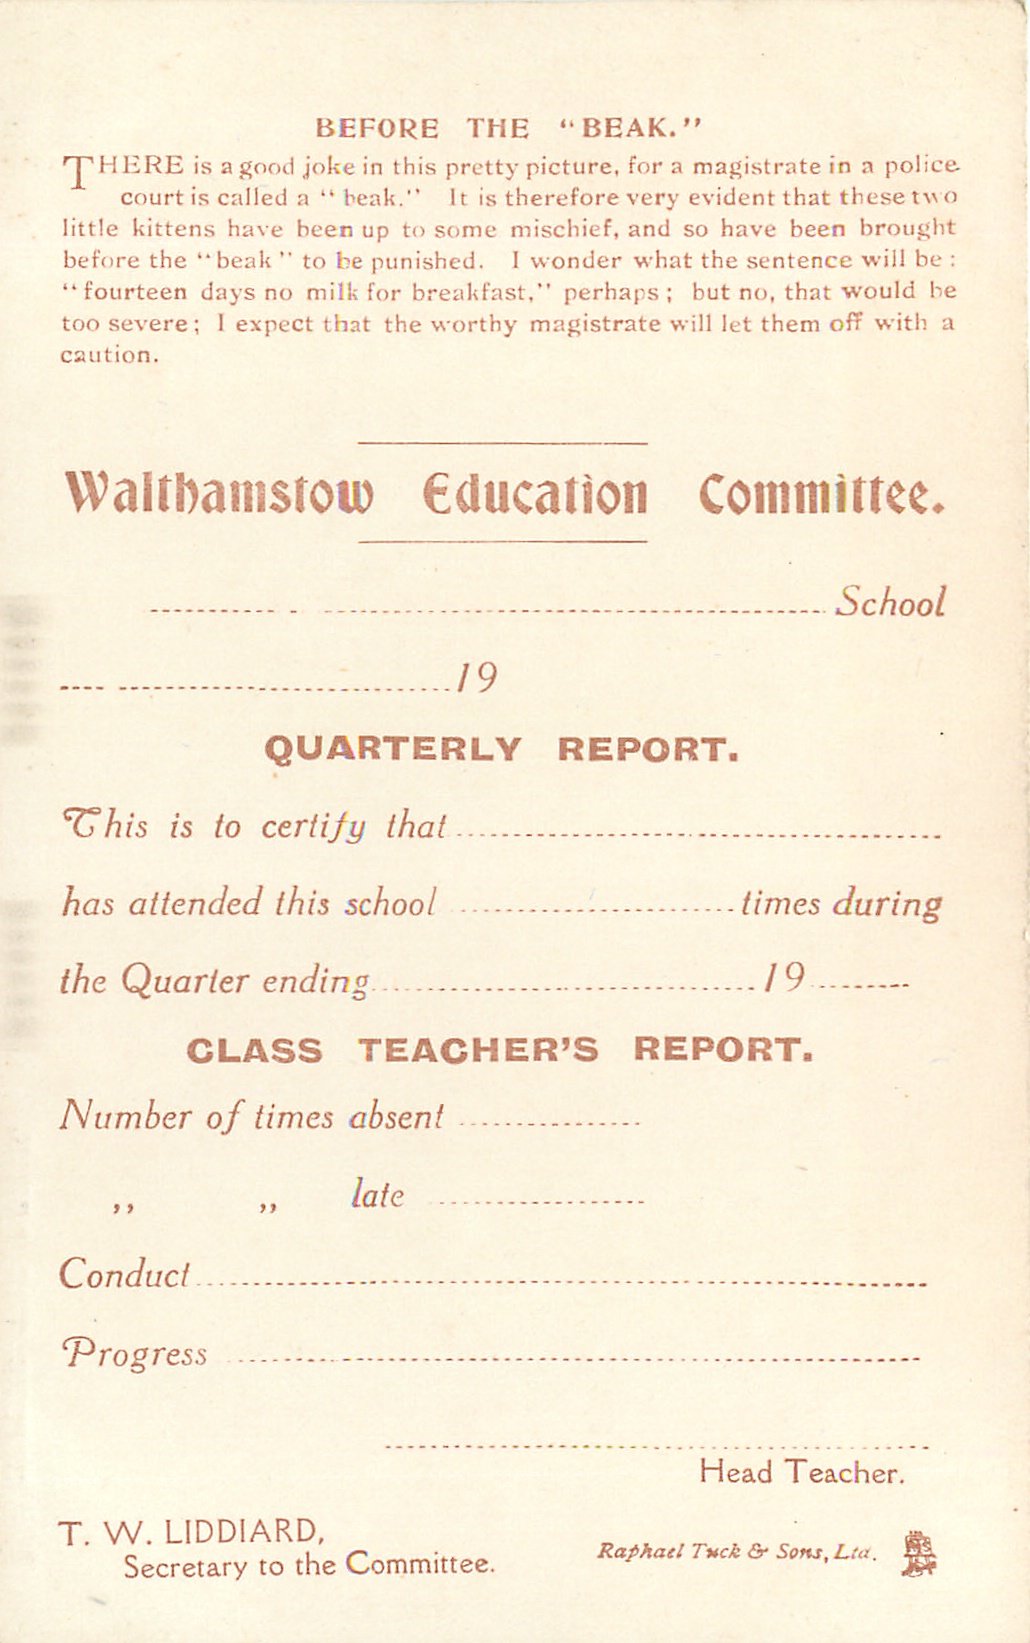 BEFORE THE "BEAK."
THERE is a good joke in this pretty picture, for a magistrate in a police-
court is called a "beak." It is therefore very evident that these two
little kittens have been up to some mischief, and so have been brought
before the "beak" to be punished. I wonder what the sentence will be:
"fourteen days no milk for breakfast," perhaps; but no, that would be
too severe; I expect that the worthy magistrate will let them off with a
caution.
Walthamstow Education Committee.
School
19
QUARTERLY REPORT.
This is to certify that
has attended this school times during
the Quarter ending 19
CLASS TEACHER'S REPORT.
Number of times absent
,, ,, late
Conduct
Progress
Head Teacher.
T. W. LIDDIARD,
Secretary to the Committee.
Raphael Tuck & Sons, Ltd.